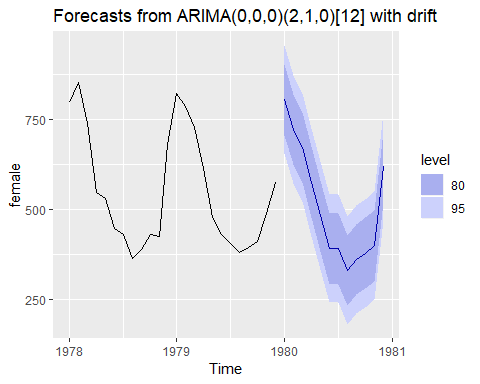 Forecasts from ARIMA(0,0,0)(2,1,0)[12] with drift
750
500
250
female
1978
1979
1980
1981
Time
level
80
95